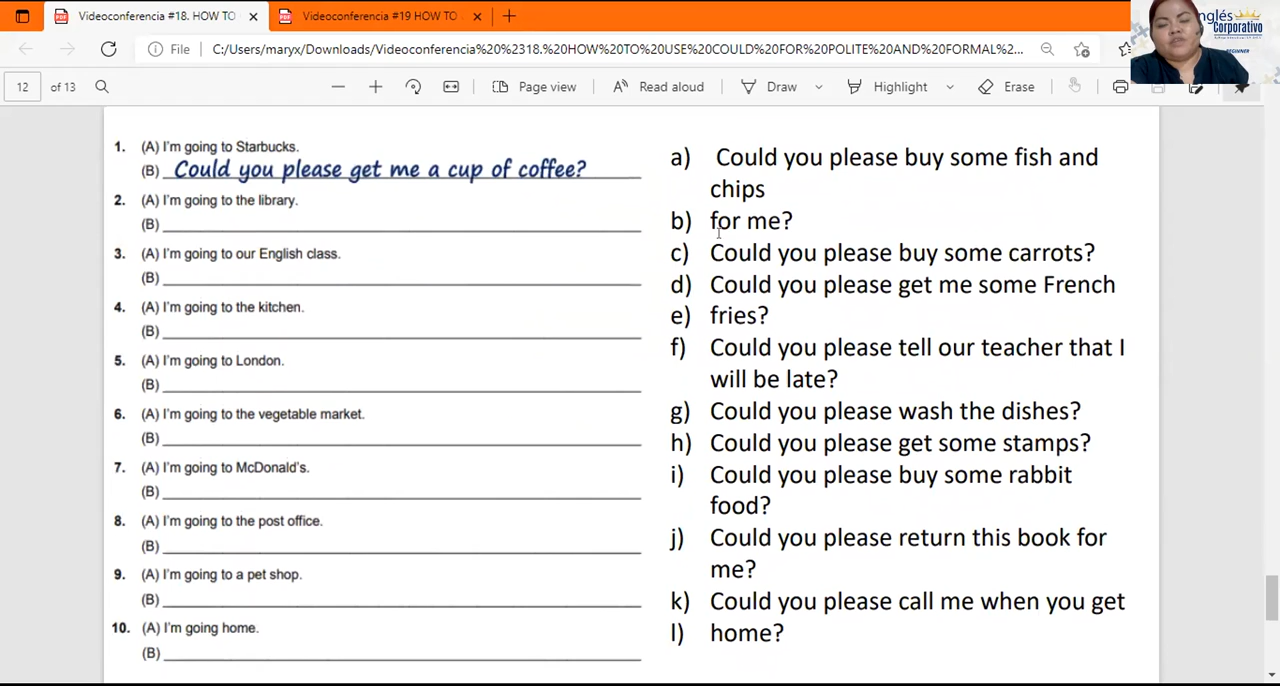 Videoconferencia #18. HOW TO
Videoconferencia #19 HOW TO
File
C:/Users/maryx/Downloads/Videoconferencia%20%2318.%20HOW%20TO%20USE%20COULD%20FOR%20POLITE%20AND%20FORMAL%2...
nglés
Corporativo
BEGINNER
12 of 13
Page view
Read aloud
Draw
Highlight
Erase
1. (A) I'm going to Starbucks.
(B) Could you please get me a cup of coffee?
2. (A) I'm going to the library.
(B)
3. (A) I'm going to our English class.
(B)
4. (A) I'm going to the kitchen.
(B)
5. (A) I'm going to London.
(B)
6. (A) I'm going to the vegetable market.
(B)
7. (A) I'm going to McDonald's.
(B)
8. (A) I'm going to the post office.
(B)
9. (A) I'm going to a pet shop.
(B)
10. (A) I'm going home.
(B)
a) Could you please buy some fish and
chips
b) for me?
c) Could you please buy some carrots?
d) Could you please get me some French
e) fries?
f) Could you please tell our teacher that I
will be late?
g) Could you please wash the dishes?
h) Could you please get some stamps?
i) Could you please buy some rabbit
food?
j) Could you please return this book for
me?
k) Could you please call me when you get
l) home?